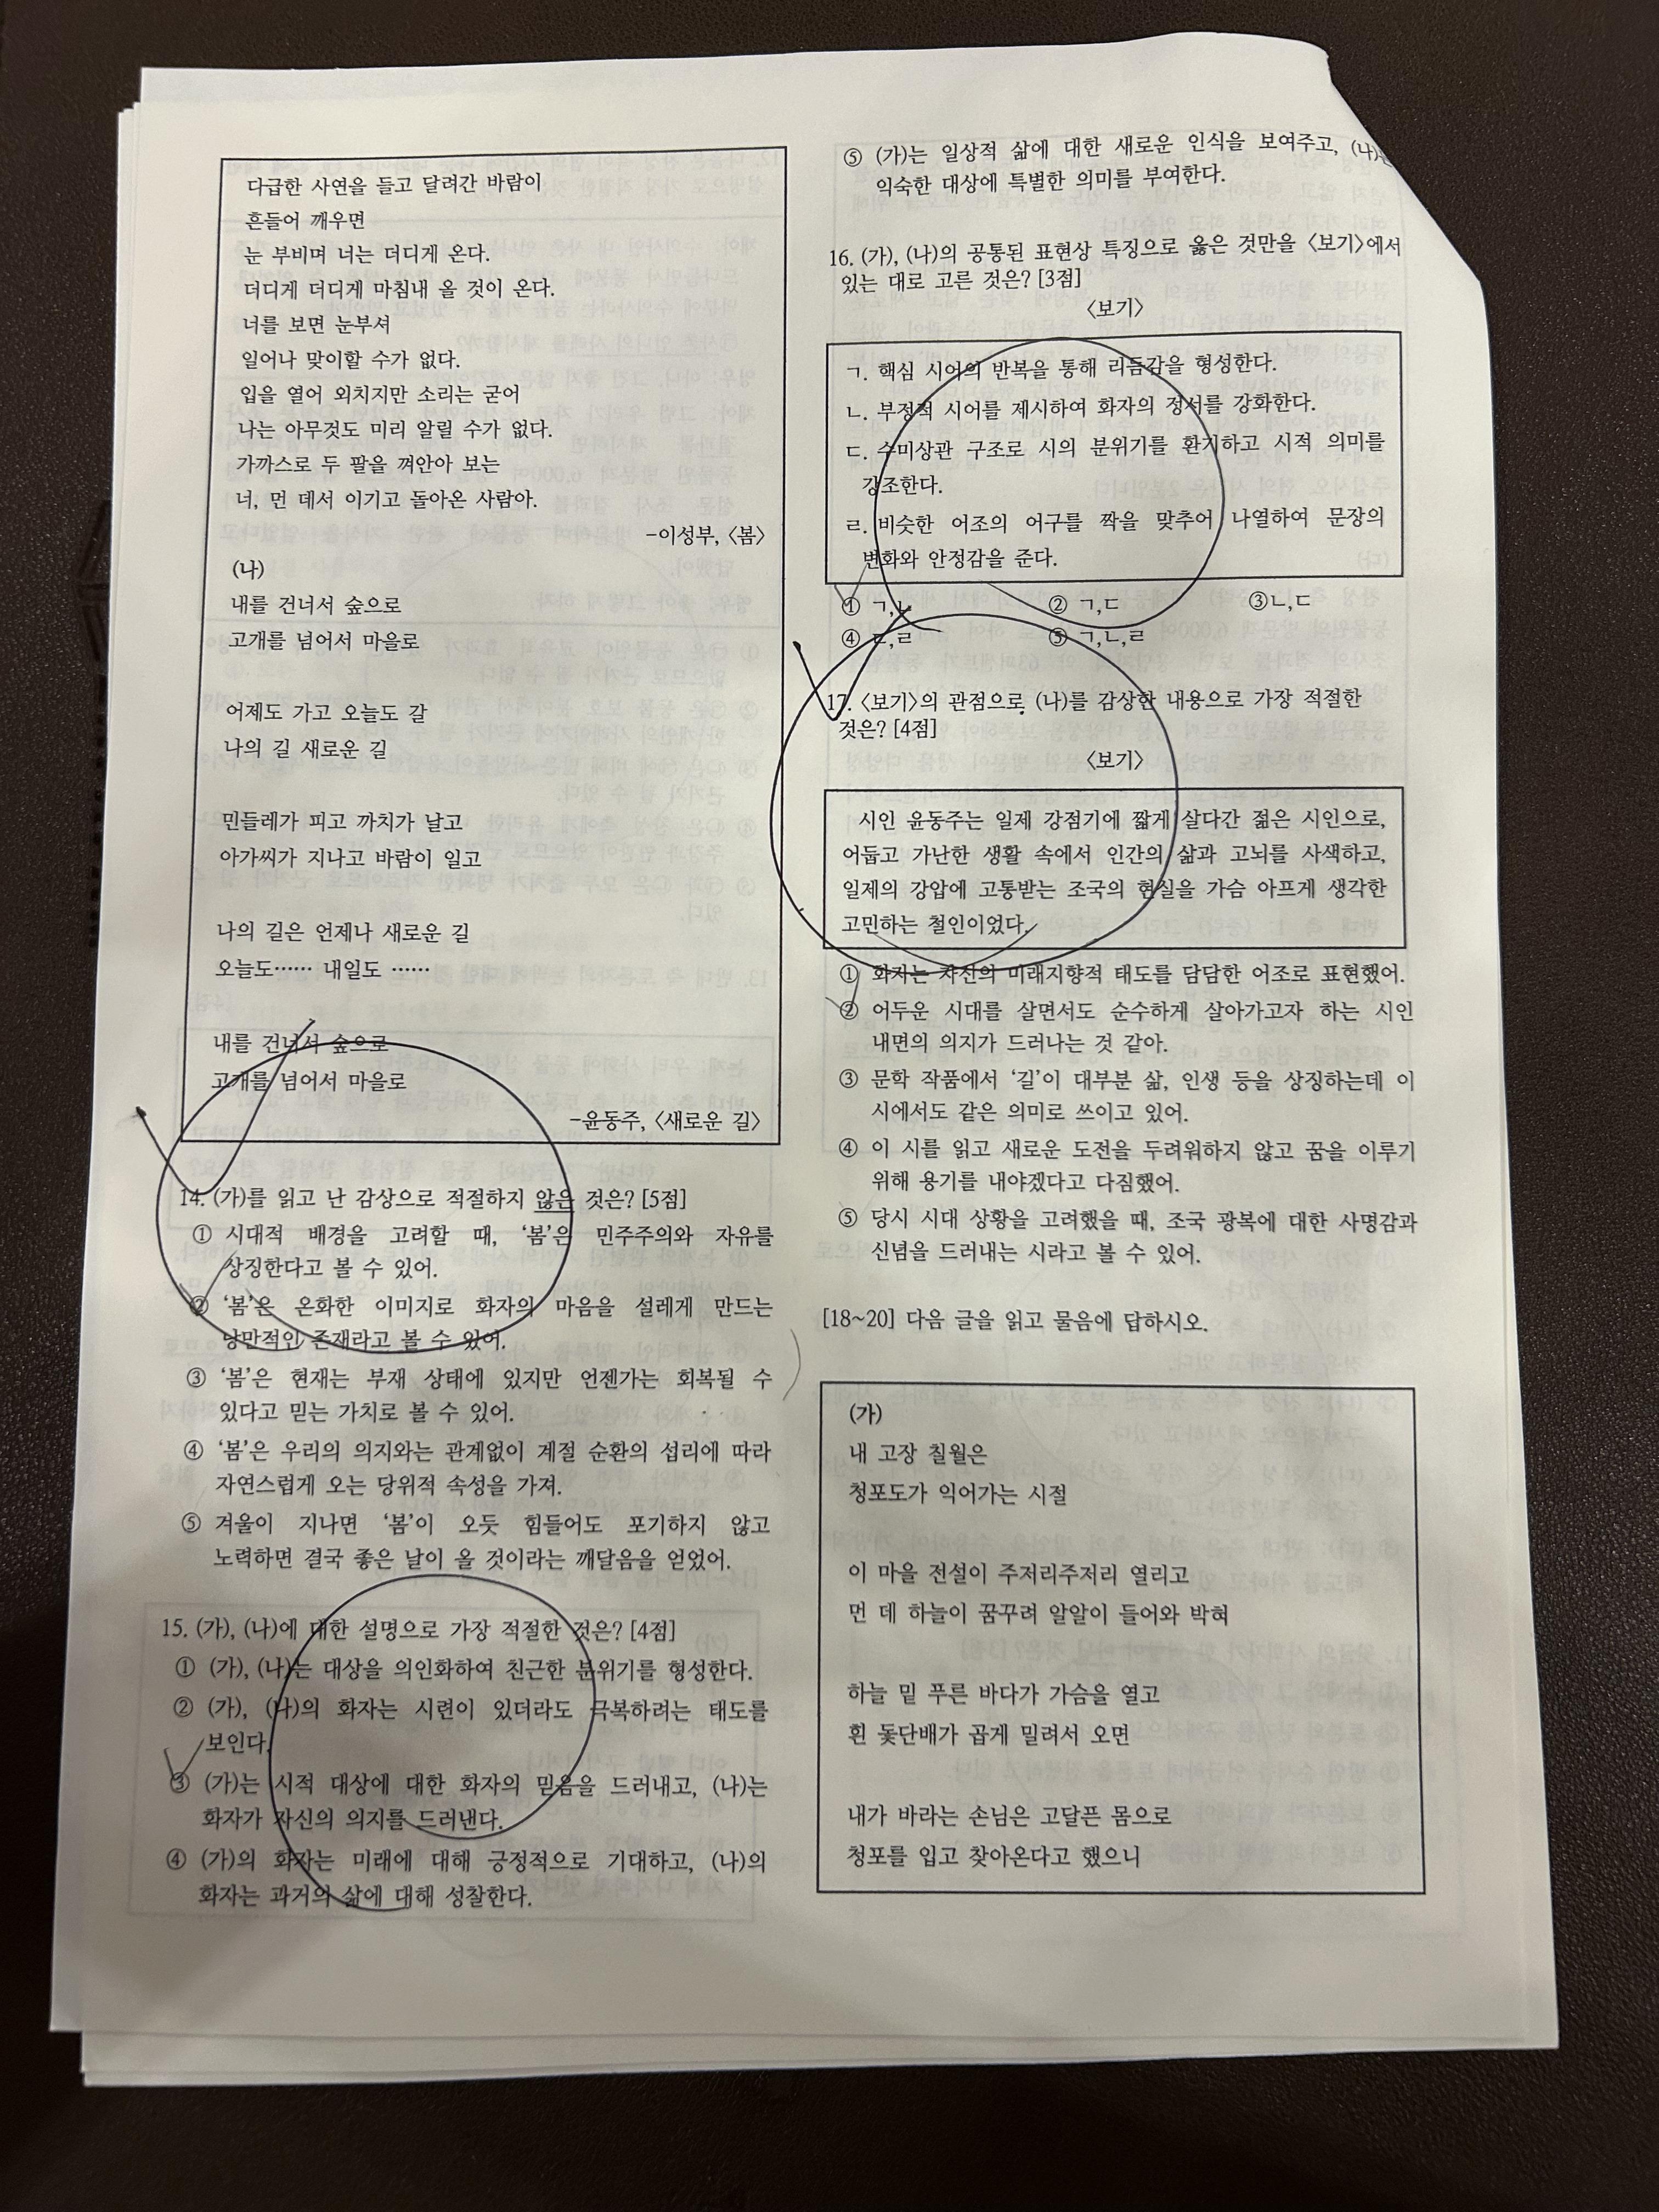 다급한 사연을 들고 달려간 바람이
흔들어 깨우면
눈 부비며 너는 더디게 온다.
더디게 더디게 마침내 올 것이 온다.
너를 보면 눈부셔
일어나 맞이할 수가 없다.
입을 열어 외치지만 소리는 굳어
나는 아무것도 미리 알릴 수가 없다.
가까스로 두 팔을 껴안아 보는
너, 먼 데서 이기고 돌아온 사람아.
-이성부, 〈봄〉
(나)
내를 건너서 숲으로
고개를 넘어서 마을로
어제도 가고 오늘도 갈
나의 길 새로운 길
민들레가 피고 까치가 날고
아가씨가 지나고 바람이 일고
나의 길은 언제나 새로운 길
오늘도…… 내일도 ……
내를 건너서 숲으로
고개를 넘어서 마을로
-윤동주, 〈새로운 길〉
14. (가)를 읽고 난 감상으로 적절하지 않은 것은? [5점]
① 시대적 배경을 고려할 때, ‘봄’은 민주주의와 자유를
상징한다고 볼 수 있어.
② ‘봄’은 온화한 이미지로 화자의 마음을 설레게 만드는
낭만적인 존재라고 볼 수 있어.
③ ‘봄’은 현재는 부재 상태에 있지만 언젠가는 회복될 수
있다고 믿는 가치로 볼 수 있어.
④ ‘봄’은 우리의 의지와는 관계없이 계절 순환의 섭리에 따라
자연스럽게 오는 당위적 속성을 가져.
⑤ 겨울이 지나면 ‘봄’이 오듯 힘들어도 포기하지 않고
노력하면 결국 좋은 날이 올 것이라는 깨달음을 얻었어.
15. (가), (나)에 대한 설명으로 가장 적절한 것은? [4점]
① (가), (나)는 대상을 의인화하여 친근한 분위기를 형성한다.
② (가), (나)의 화자는 시련이 있더라도 극복하려는 태도를
보인다.
③ (가)는 시적 대상에 대한 화자의 믿음을 드러내고, (나)는
화자가 자신의 의지를 드러낸다.
④ (가)의 화자는 미래에 대해 긍정적으로 기대하고, (나)의
화자는 과거의 삶에 대해 성찰한다.
⑤ (가)는 일상적 삶에 대한 새로운 인식을 보여주고, (나)는
익숙한 대상에 특별한 의미를 부여한다.
16. (가), (나)의 공통된 표현상 특징으로 옳은 것만을 〈보기〉에서
있는 대로 고른 것은? [3점]
〈보기〉
ㄱ. 핵심 시어의 반복을 통해 리듬감을 형성한다.
ㄴ. 부정적 시어를 제시하여 화자의 정서를 강화한다.
ㄷ. 수미상관 구조로 시의 분위기를 환기하고 시적 의미를
강조한다.
ㄹ. 비슷한 어조의 어구를 짝을 맞추어 나열하여 문장의
변화와 안정감을 준다.
① ㄱ,ㄴ ② ㄱ,ㄷ ③ㄴ,ㄷ
④ ㄷ,ㄹ ⑤ ㄱ,ㄴ,ㄹ
17. 〈보기〉의 관점으로 (나)를 감상한 내용으로 가장 적절한
것은? [4점]
〈보기〉
시인 윤동주는 일제 강점기에 짧게 살다간 젊은 시인으로,
어둡고 가난한 생활 속에서 인간의 삶과 고뇌를 사색하고,
일제의 강압에 고통받는 조국의 현실을 가슴 아프게 생각한
고민하는 철인이었다.
① 화자는 자신의 미래지향적 태도를 담담한 어조로 표현했어.
② 어두운 시대를 살면서도 순수하게 살아가고자 하는 시인
내면의 의지가 드러나는 것 같아.
③ 문학 작품에서 ‘길’이 대부분 삶, 인생 등을 상징하는데 이
시에서도 같은 의미로 쓰이고 있어.
④ 이 시를 읽고 새로운 도전을 두려워하지 않고 꿈을 이루기
위해 용기를 내야겠다고 다짐했어.
⑤ 당시 시대 상황을 고려했을 때, 조국 광복에 대한 사명감과
신념을 드러내는 시라고 볼 수 있어.
[18~20] 다음 글을 읽고 물음에 답하시오.
(가)
내 고장 칠월은
청포도가 익어가는 시절
이 마을 전설이 주저리주저리 열리고
먼 데 하늘이 꿈꾸려 알알이 들어와 박혀
하늘 밑 푸른 바다가 가슴을 열고
흰 돛단배가 곱게 밀려서 오면
내가 바라는 손님은 고달픈 몸으로
청포를 입고 찾아온다고 했으니